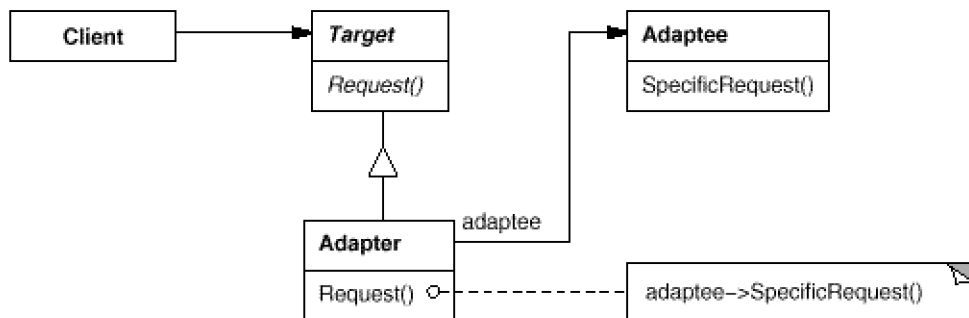 Client
Target
Request()
Adaptee
SpecificRequest()
adaptee
Adapter
Request()
adaptee->SpecificRequest()